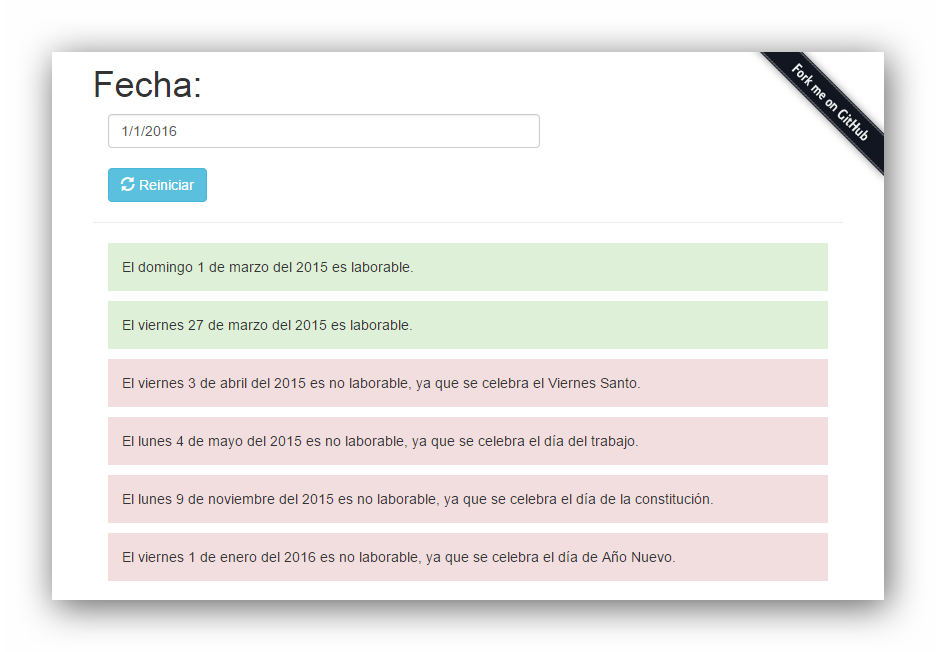 Fecha:
Fork me on GitHub
1/1/2016
Reiniciar
El domingo 1 de marzo del 2015 es laborable.
El viernes 27 de marzo del 2015 es laborable.
El viernes 3 de abril del 2015 es no laborable, ya que se celebra el Viernes Santo.
El lunes 4 de mayo del 2015 es no laborable, ya que se celebra el día del trabajo.
El lunes 9 de noviembre del 2015 es no laborable, ya que se celebra el día de la constitución.
El viernes 1 de enero del 2016 es no laborable, ya que se celebra el día de Año Nuevo.